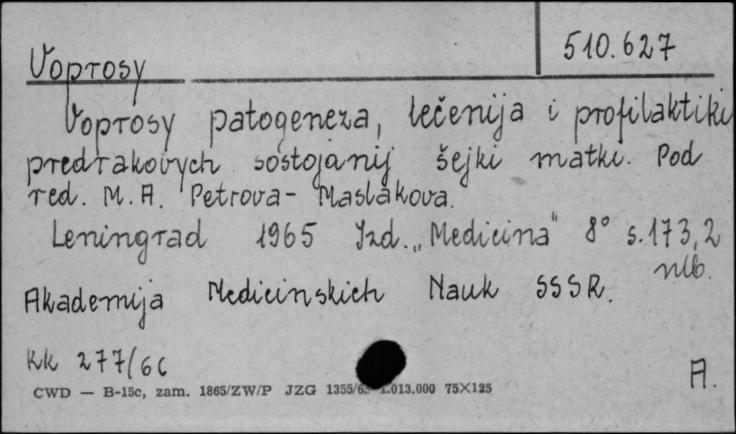 510.627
Voprosy
Voprosy patogeneza, lečenija i profilaktiki
predrakovych sostojanij šejki matki. Pod
red. M.A. Petrova-Maslakova.
Leningrad 1965 Izd. „Medicina" 8° s. 173,2
nlb.
Akademija Medicinskich Nauk SSSR.
KK 277/66
A.
CWD — B-15c, zam. 1865/ZW/P JZG 1355/6 1.013.000 75X125